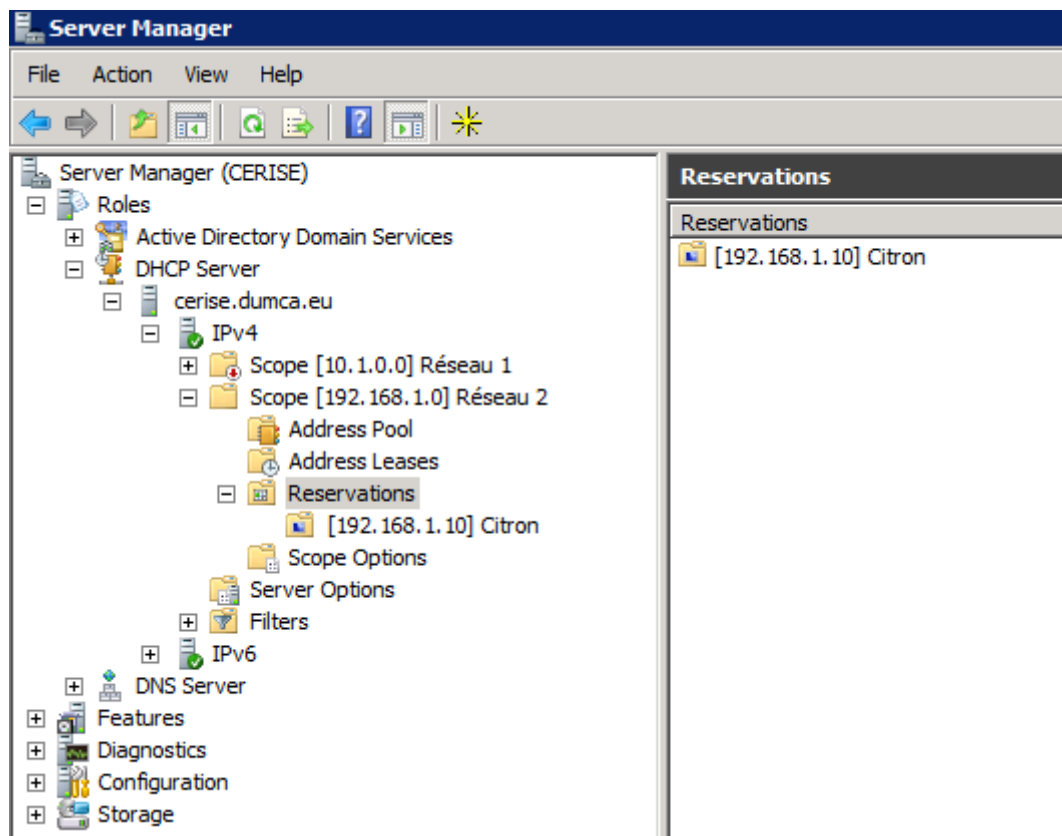 Server Manager
File Action View Help
Server Manager (CERISE)
Roles
Active Directory Domain Services
DHCP Server
cerise.dumca.eu
IPv4
Scope [10.1.0.0] Réseau 1
Scope [192.168.1.0] Réseau 2
Address Pool
Address Leases
Reservations
[192.168.1.10] Citron
Scope Options
Server Options
Filters
IPv6
DNS Server
Features
Diagnostics
Configuration
Storage
Reservations
Reservations
[192.168.1.10] Citron